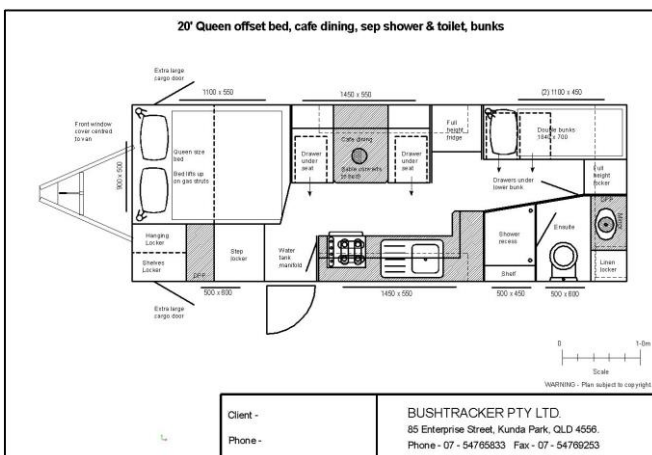 20' Queen offset bed, cafe dining, sep shower & toilet, bunks
Extra large
cargo door
1100 x 550
1450 x 550
(2) 1100 x 450
Front window
cover centred
to van
900 x 500
Queen size
bed
Bed lifts up
on gas struts
Drawer
under
seat
Cafe dining
Table converts
to bed
Drawer
under
seat
Full
height
fridge
Double bunks
1840 x 700
Drawers under
lower bunk
Full
height
locker
Hanging
Locker
Shelves
Locker
DPP
Step
locker
Water
tank
manifold
Shower
recess
Shelf
Ensuite
DPP
Linen
locker
Extra large
cargo door
500 x 600
1450 x 550
500 x 450
500 x 600
0
1-0m
Scale
WARNING - Plan subject to copyright
Client -
Phone -
BUSHTRACKER PTY LTD.
85 Enterprise Street, Kunda Park, QLD 4556.
Phone - 07 - 54765833 Fax - 07 - 54769253